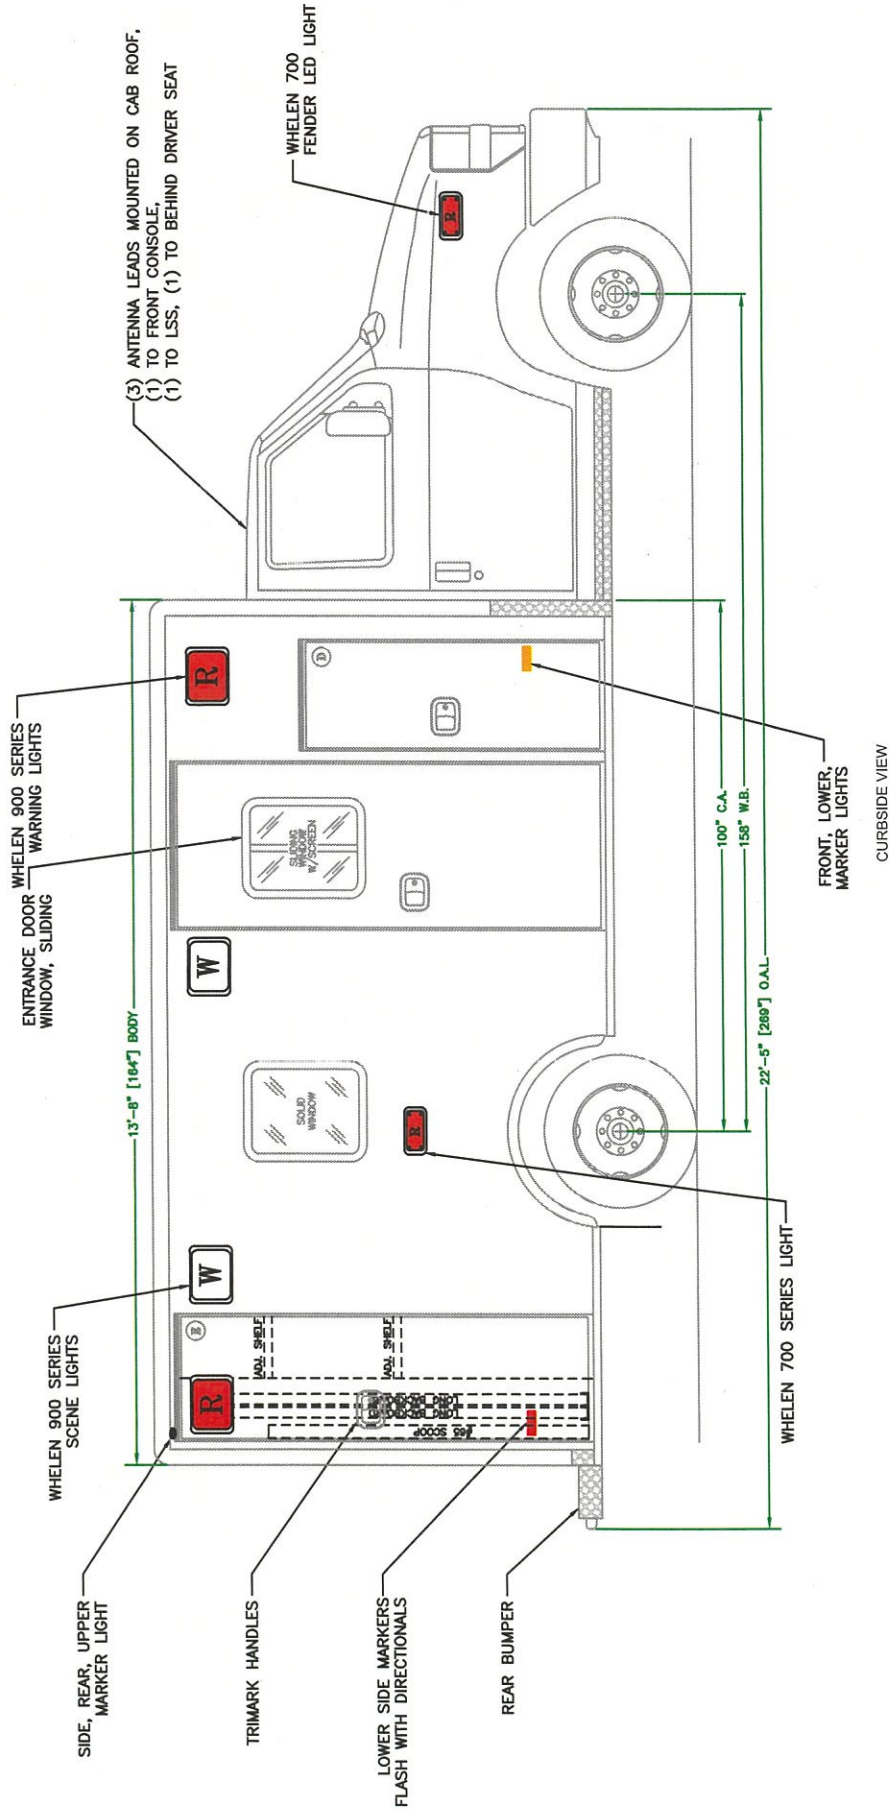 (3) ANTENNA LEADS MOUNTED ON CAB ROOF,
(1) TO FRONT CONSOLE,
(1) TO LSS, (1) TO BEHIND DRIVER SEAT
WHELEN 700
FENDER LED LIGHT
WHELEN 900 SERIES
WARNING LIGHTS
ENTRANCE DOOR
WINDOW, SLIDING
WHELEN 900 SERIES
SCENE LIGHTS
SIDE, REAR, UPPER
MARKER LIGHT
13'-8" [164"] BODY
R
W
W
R
R
R
E
D
ADJ. SHELF
ADJ. SHELF
#65 SCOOP
SOLID
WINDOW
SLIDING
WINDOW
W/SCREEN
TRIMARK HANDLES
LOWER SIDE MARKERS
FLASH WITH DIRECTIONALS
REAR BUMPER
WHELEN 700 SERIES LIGHT
FRONT, LOWER,
MARKER LIGHTS
100" C.A.
158" W.B.
22'-5" [269"] O.A.L.
CURBSIDE VIEW